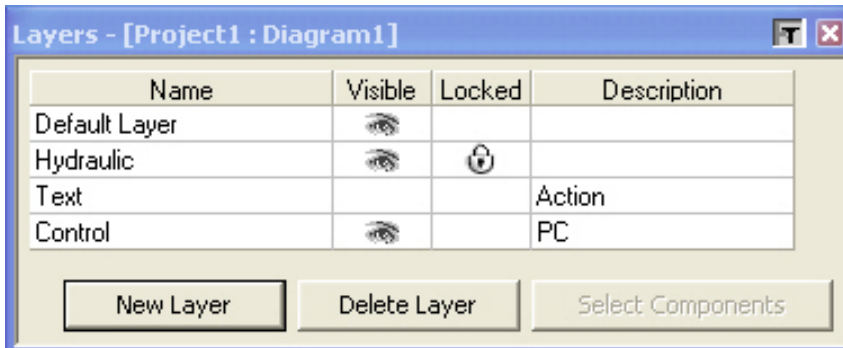 Layers - [Project1 : Diagram1]
Name Visible Locked Description
Default Layer
Hydraulic
Text Action
Control PC
New Layer Delete Layer Select Components